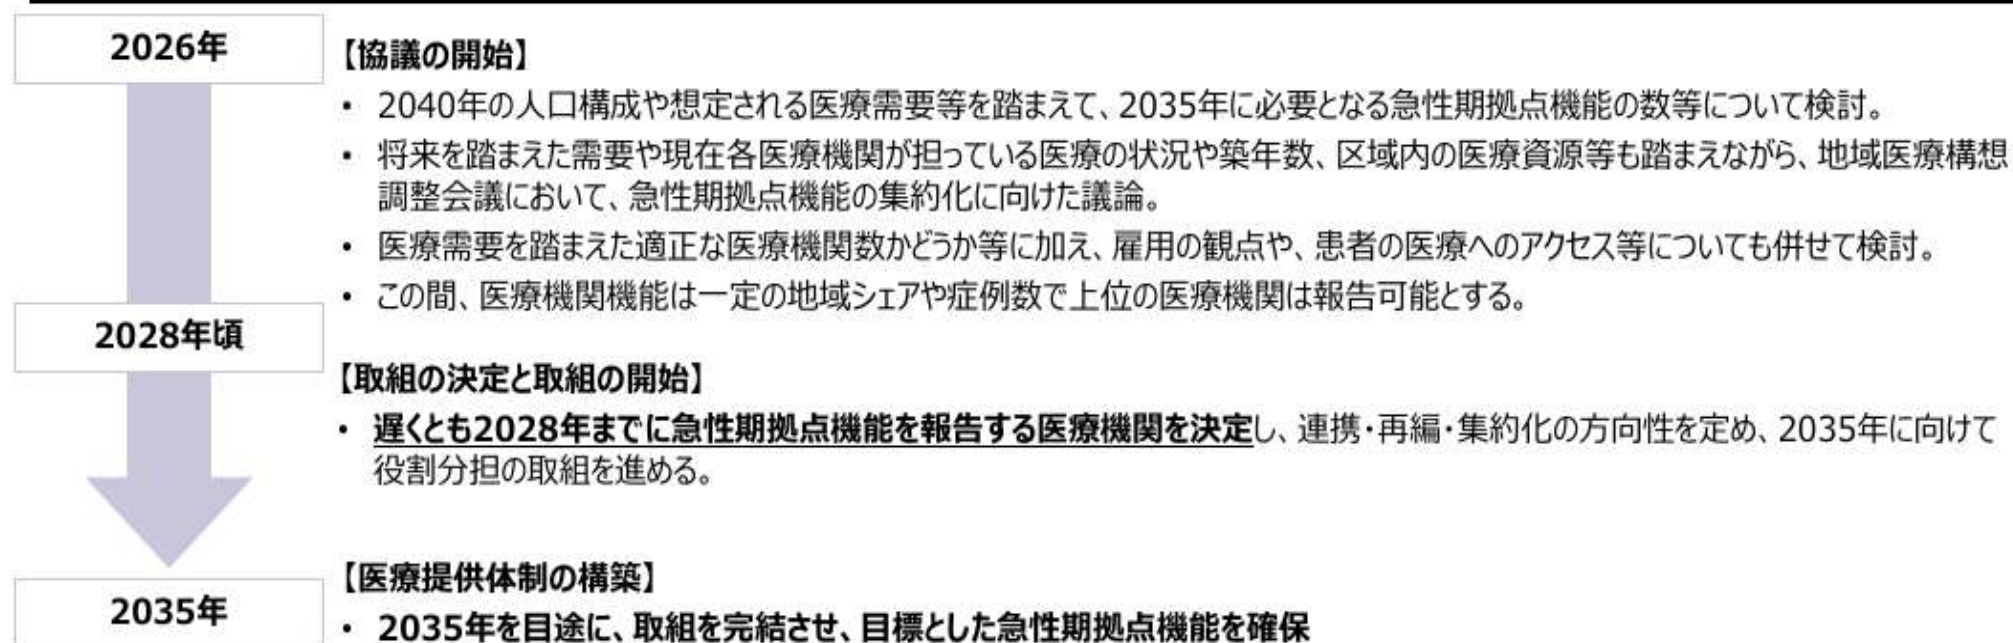 2026年
【協議の開始】
• 2040年の人口構成や想定される医療需要等を踏まえて、2035年に必要となる急性期拠点機能の数等について検討。
• 将来を踏まえた需要や現在各医療機関が担っている医療の状況や築年数、区域内の医療資源等も踏まえながら、地域医療構想
調整会議において、急性期拠点機能の集約化に向けた議論。
• 医療需要を踏まえた適正な医療機関数かどうか等に加え、雇用の観点や、患者の医療へのアクセス等についても併せて検討。
• この間、医療機関機能は一定の地域シェアや症例数で上位の医療機関は報告可能とする。
2028年頃
【取組の決定と取組の開始】
• 遅くとも2028年までに急性期拠点機能を報告する医療機関を決定し、連携・再編・集約化の方向性を定め、2035年に向けて
役割分担の取組を進める。
2035年
【医療提供体制の構築】
• 2035年を目途に、取組を完結させ、目標とした急性期拠点機能を確保